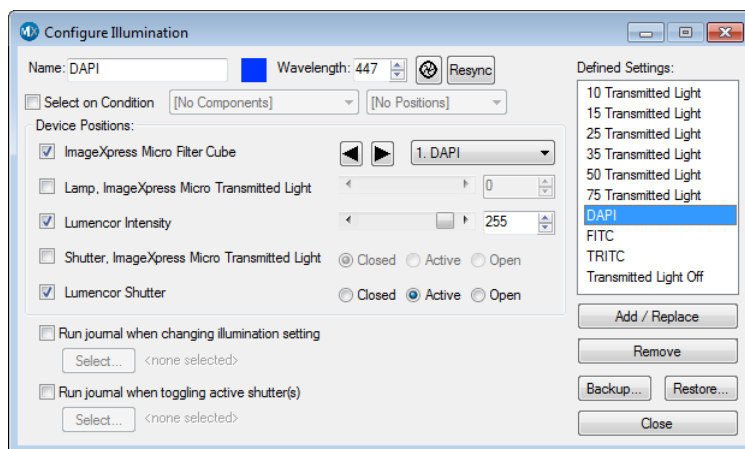 MX Configure Illumination
Name: DAPI Wavelength: 447 Resync
Select on Condition [No Components] [No Positions]
Device Positions:
ImageXpress Micro Filter Cube 1. DAPI
Lamp, ImageXpress Micro Transmitted Light 0
Lumencor Intensity 255
Shutter, ImageXpress Micro Transmitted Light Closed Active Open
Lumencor Shutter Closed Active Open
Run journal when changing illumination setting
Select... <none selected>
Run journal when toggling active shutter(s)
Select... <none selected>
Defined Settings:
10 Transmitted Light
15 Transmitted Light
25 Transmitted Light
35 Transmitted Light
50 Transmitted Light
75 Transmitted Light
DAPI
FITC
TRITC
Transmitted Light Off
Add / Replace
Remove
Backup... Restore...
Close